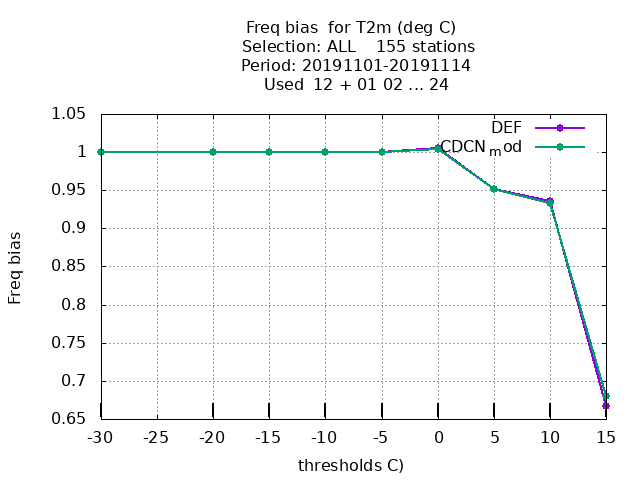 Freq bias  for T2m (deg C)
Selection: ALL    155 stations
Period: 20191101-20191114
Used  12 + 01 02 ... 24
1.05
1
0.95
0.9
0.85
0.8
0.75
0.7
0.65
Freq bias
DEF
CDCN_mod
-30 -25 -20 -15 -10 -5 0 5 10 15
thresholds C)